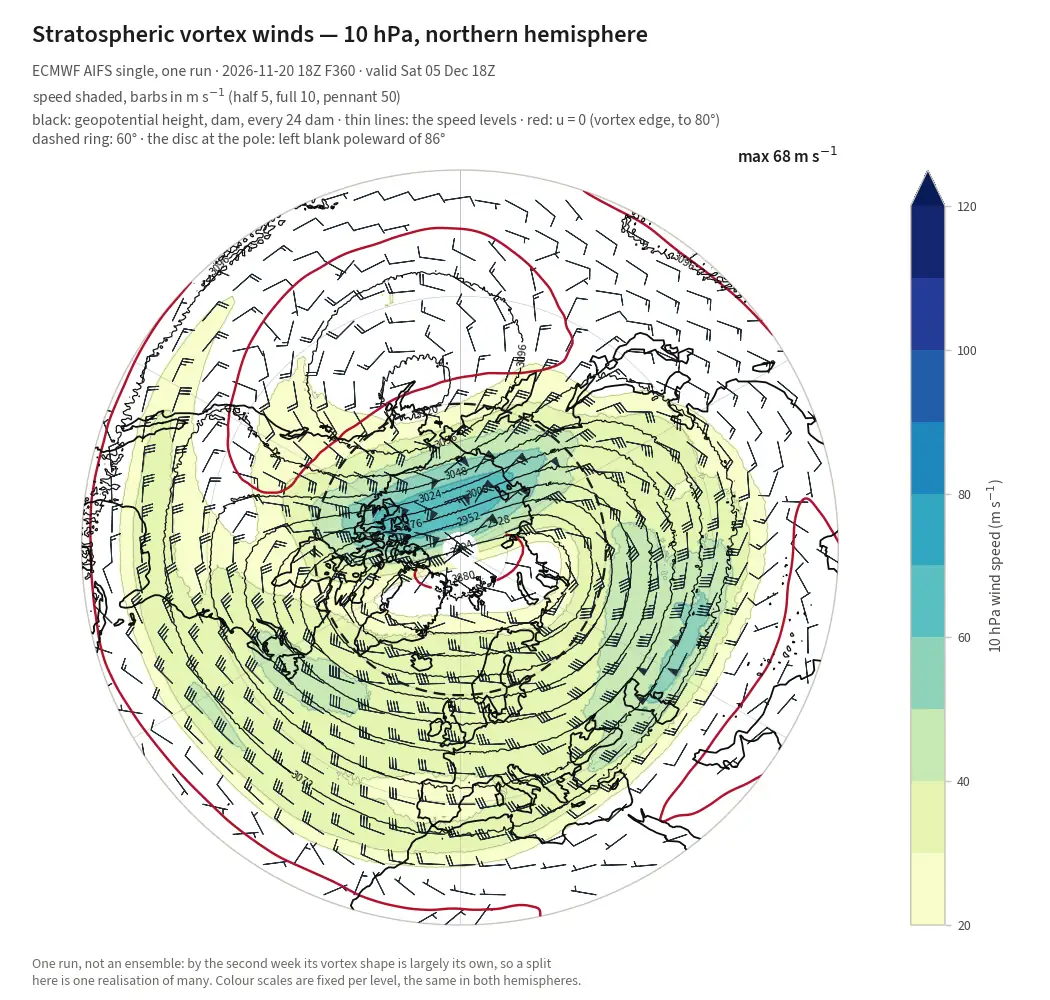 Stratospheric vortex winds — 10 hPa, northern hemisphere
ECMWF AIFS single, one run · 2026-11-20 18Z F360 · valid Sat 05 Dec 18Z
speed shaded, barbs in m s⁻¹ (half 5, full 10, pennant 50)
black: geopotential height, dam, every 24 dam · thin lines: the speed levels · red: u = 0 (vortex edge, to 80°)
dashed ring: 60° · the disc at the pole: left blank poleward of 86°
max 68 m s⁻¹
120
100
80
60
40
20
10 hPa wind speed (m s⁻¹)
3096
3096
3096
3048
3024
2952
2928
2880
3072
One run, not an ensemble: by the second week its vortex shape is largely its own, so a split
here is one realisation of many. Colour scales are fixed per level, the same in both hemispheres.